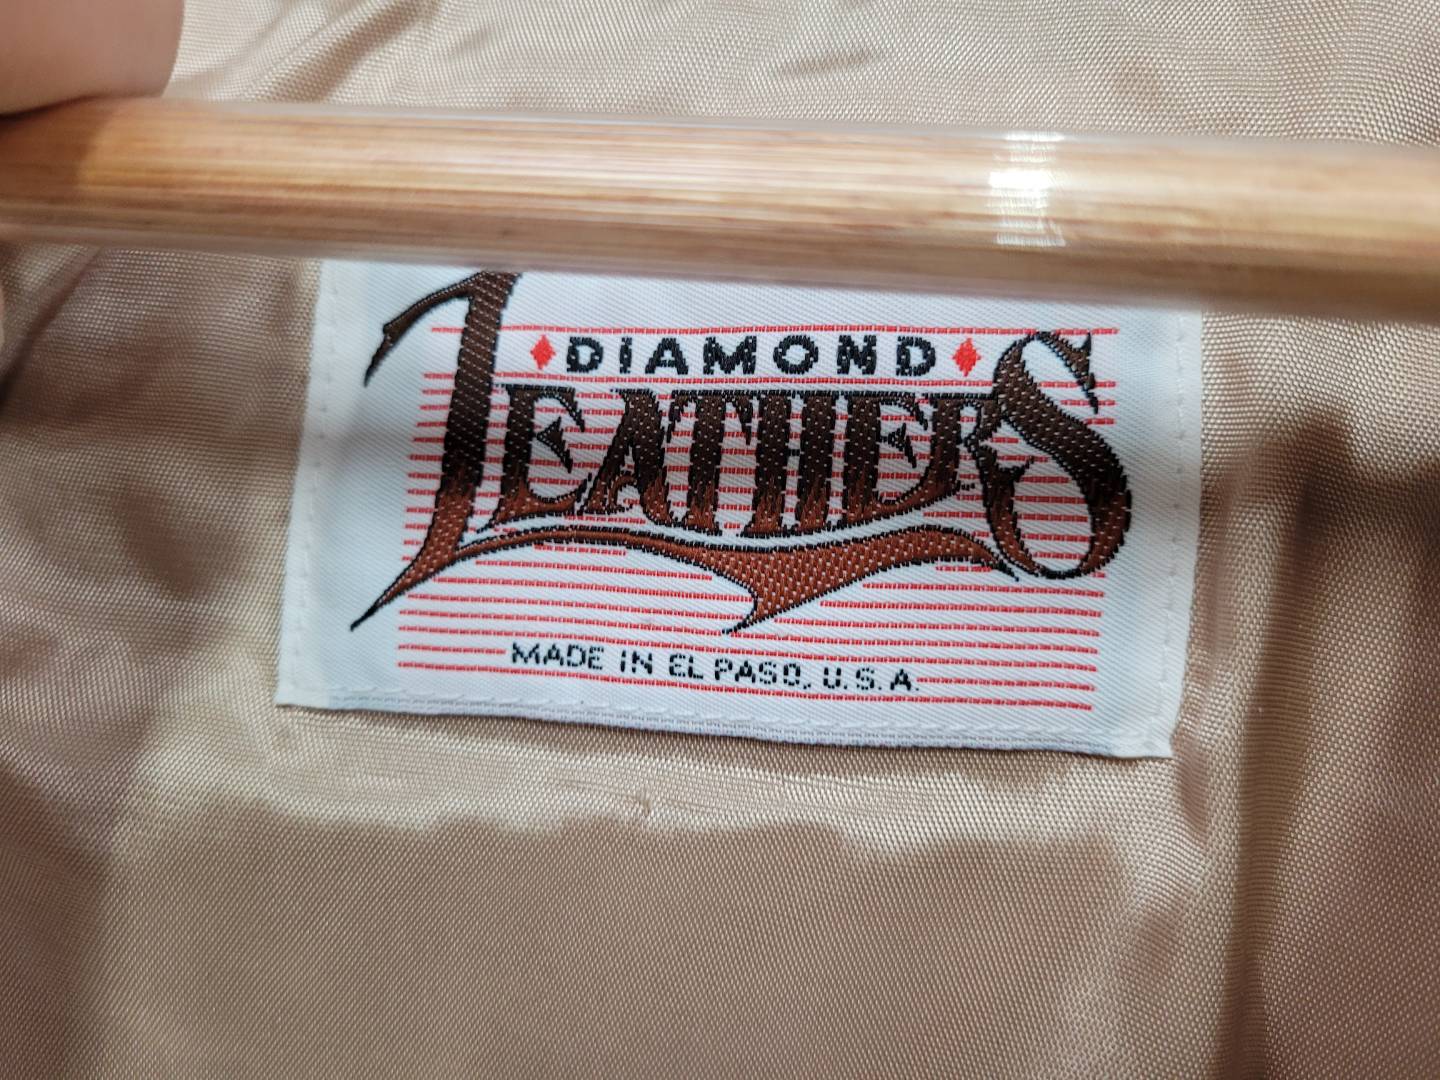 DIAMOND
LEATHERS
MADE IN EL PASO, U.S.A.